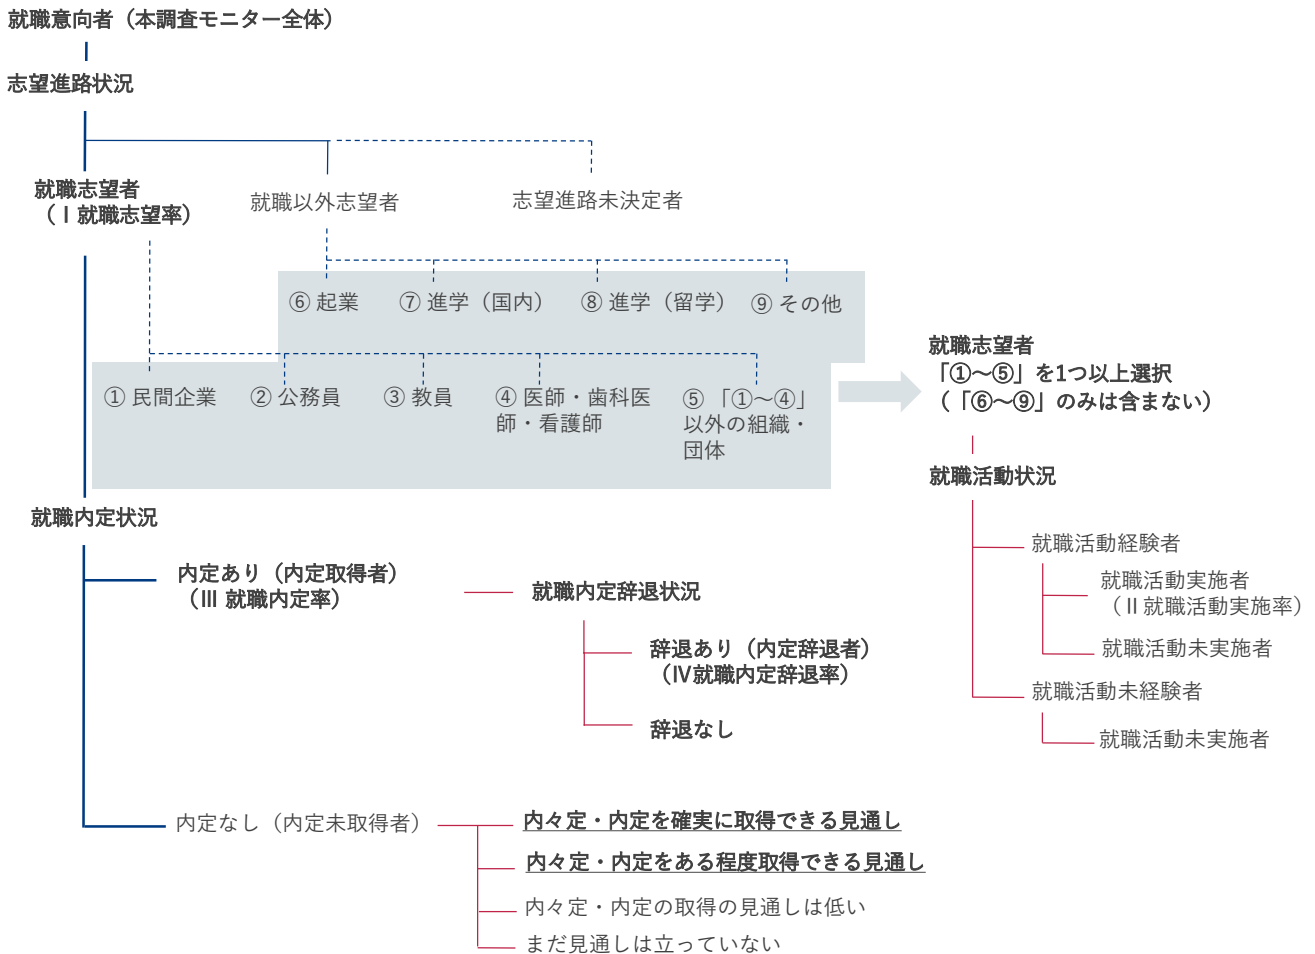 就職意向者（本調査モニター全体）
志望進路状況
就職志望者
（Ⅰ就職志望率）
就職以外志望者
志望進路未決定者
⑥ 起業
⑦ 進学（国内）
⑧ 進学（留学）
⑨ その他
① 民間企業
② 公務員
③ 教員
④ 医師・歯科医
師・看護師
⑤ 「①～④」
以外の組織・
団体
就職志望者
「①～⑤」を1つ以上選択
（「⑥～⑨」のみは含まない）
就職活動状況
就職活動経験者
就職活動実施者
（Ⅱ就職活動実施率）
就職活動未実施者
就職活動未経験者
就職活動未実施者
就職内定状況
内定あり（内定取得者）
（Ⅲ 就職内定率）
就職内定辞退状況
辞退あり（内定辞退者）
（Ⅳ就職内定辞退率）
辞退なし
内定なし（内定未取得者）
内々定・内定を確実に取得できる見通し
内々定・内定をある程度取得できる見通し
内々定・内定の取得の見通しは低い
まだ見通しは立っていない